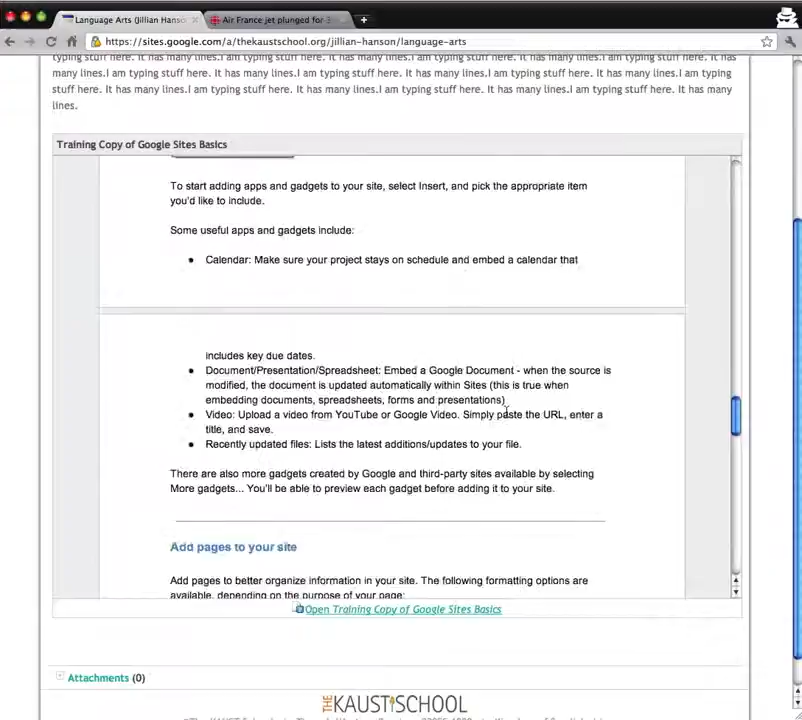 Language Arts (Jillian Hanso
Air France jet plunged for 3
https://sites.google.com/a/thekaustschool.org/jillian-hanson/language-arts
typing stuff here. It has many lines.I am typing stuff here. It has many lines.I am typing stuff here. It has
many lines.I am typing stuff here. It has many lines.I am typing stuff here. It has many lines.I am typing
stuff here. It has many lines.I am typing stuff here. It has many lines.I am typing stuff here. It has many
lines.
Training Copy of Google Sites Basics
To start adding apps and gadgets to your site, select Insert, and pick the appropriate item
you'd like to include.
Some useful apps and gadgets include:
• Calendar: Make sure your project stays on schedule and embed a calendar that
includes key due dates.
• Document/Presentation/Spreadsheet: Embed a Google Document - when the source is
modified, the document is updated automatically within Sites (this is true when
embedding documents, spreadsheets, forms and presentations)
• Video: Upload a video from YouTube or Google Video. Simply paste the URL, enter a
title, and save.
• Recently updated files: Lists the latest additions/updates to your file.
There are also more gadgets created by Google and third-party sites available by selecting
More gadgets... You'll be able to preview each gadget before adding it to your site.
Add pages to your site
Add pages to better organize information in your site. The following formatting options are
available, depending on the purpose of your page:
Open Training Copy of Google Sites Basics
Attachments (0)
THE KAUST SCHOOL